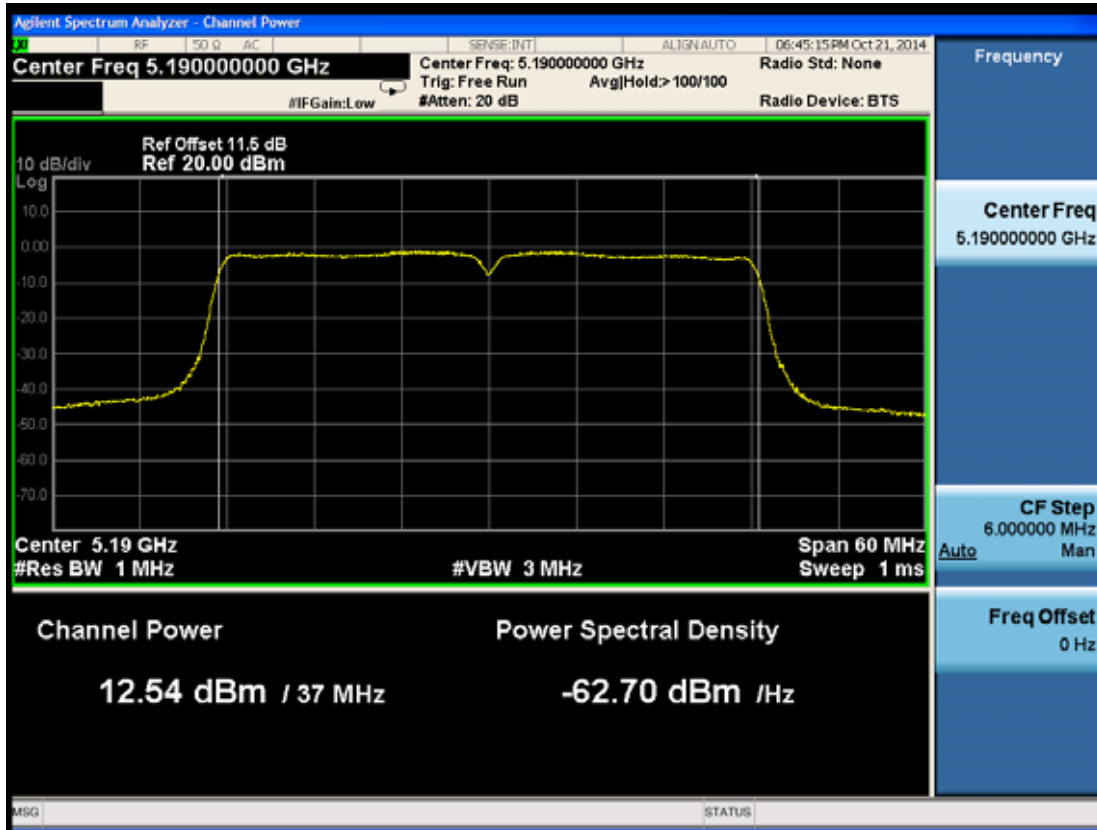 Agilent Spectrum Analyzer - Channel Power
LXI RF 50 Ω AC SENSE:INT ALIGN AUTO 06:45:15 PM Oct 21, 2014
Center Freq 5.190000000 GHz
Center Freq: 5.190000000 GHz
Radio Std: None
Trig: Free Run Avg|Hold:> 100/100
#IFGain:Low #Atten: 20 dB Radio Device: BTS
Ref Offset 11.5 dB
10 dB/div Ref 20.00 dBm
Log
10.0
0.00
-10.0
-20.0
-30.0
-40.0
-50.0
-60.0
-70.0
Center 5.19 GHz Span 60 MHz
#Res BW 1 MHz #VBW 3 MHz Sweep 1 ms
Channel Power Power Spectral Density
12.54 dBm / 37 MHz -62.70 dBm /Hz
MSG STATUS
Frequency
Center Freq
5.190000000 GHz
CF Step
6.000000 MHz
Auto Man
Freq Offset
0 Hz